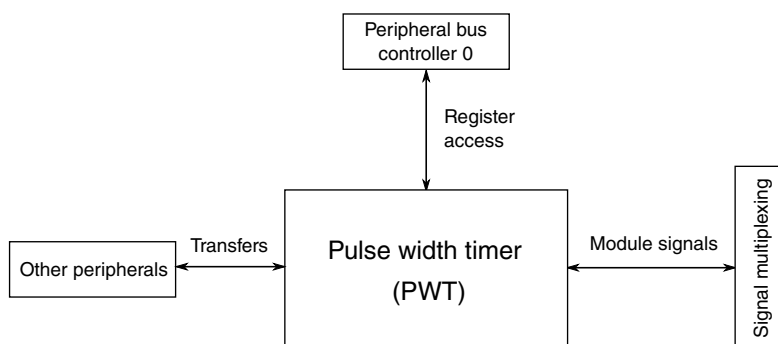 Peripheral bus
controller 0
Register
access
Other peripherals
Transfers
Pulse width timer
(PWT)
Module signals
Signal multiplexing